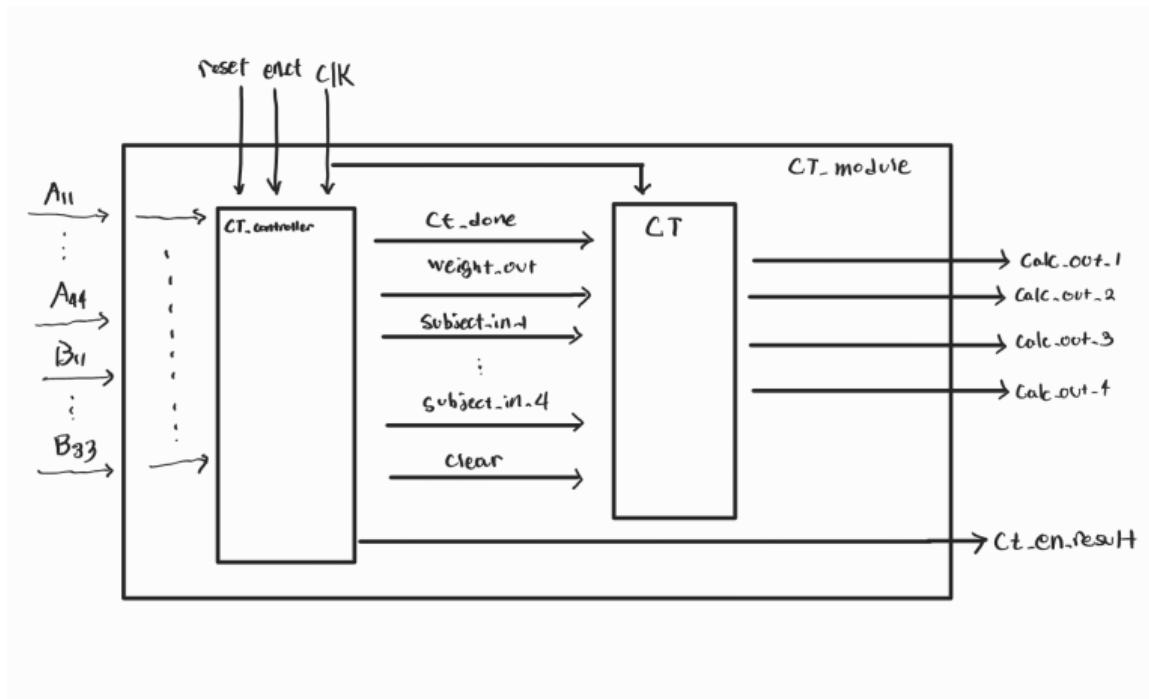 reset enct CLK
CT_module
A11
⋮
A44
B11
⋮
B33
CT_controller
Ct_done
weight_out
Subject_in_1
⋮
Subject_in_4
Clear
CT
Calc_out_1
Calc_out_2
Calc_out_3
Calc_out_4
Ct_en_result